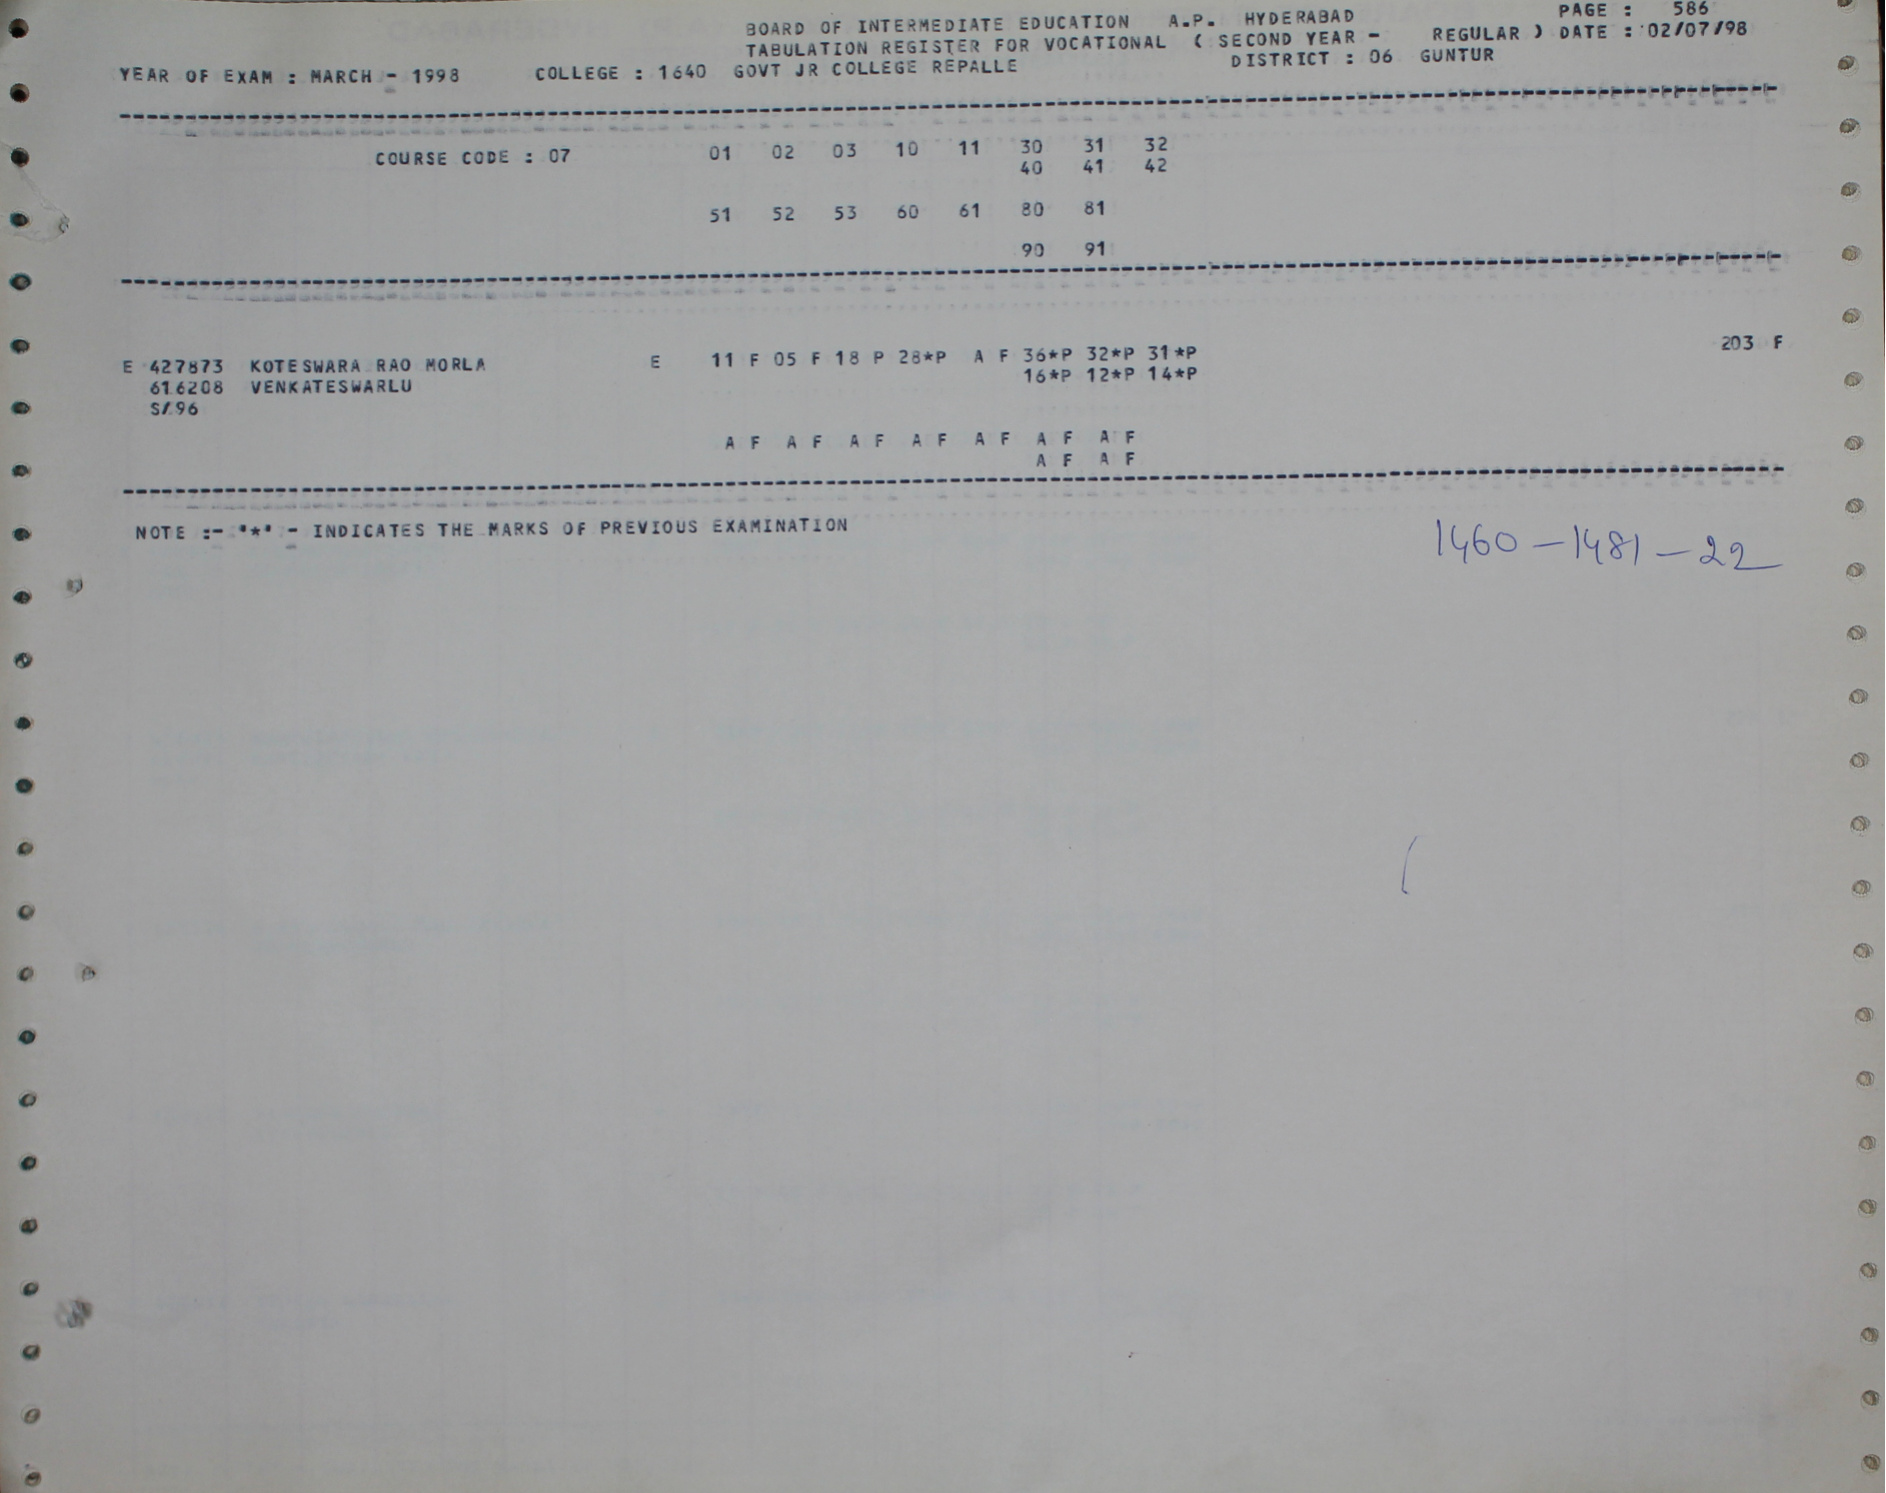 BOARD OF INTERMEDIATE EDUCATION A.P. HYDERABAD PAGE : 586
TABULATION REGISTER FOR VOCATIONAL ( SECOND YEAR - REGULAR ) DATE : 02/07/98
YEAR OF EXAM : MARCH - 1998 COLLEGE : 1640 GOVT JR COLLEGE REPALLE DISTRICT : 06 GUNTUR
COURSE CODE : 07 01 02 03 10 11 30 31 32
40 41 42
51 52 53 60 61 80 81
90 91
E 427873 KOTESWARA RAO MORLA E 11 F 05 F 18 P 28*P A F 36*P 32*P 31*P 203 F
616208 VENKATESWARLU 16*P 12*P 14*P
S/96
A F A F A F A F A F A F A F
A F A F
NOTE :- '*' - INDICATES THE MARKS OF PREVIOUS EXAMINATION
1460-1481-22